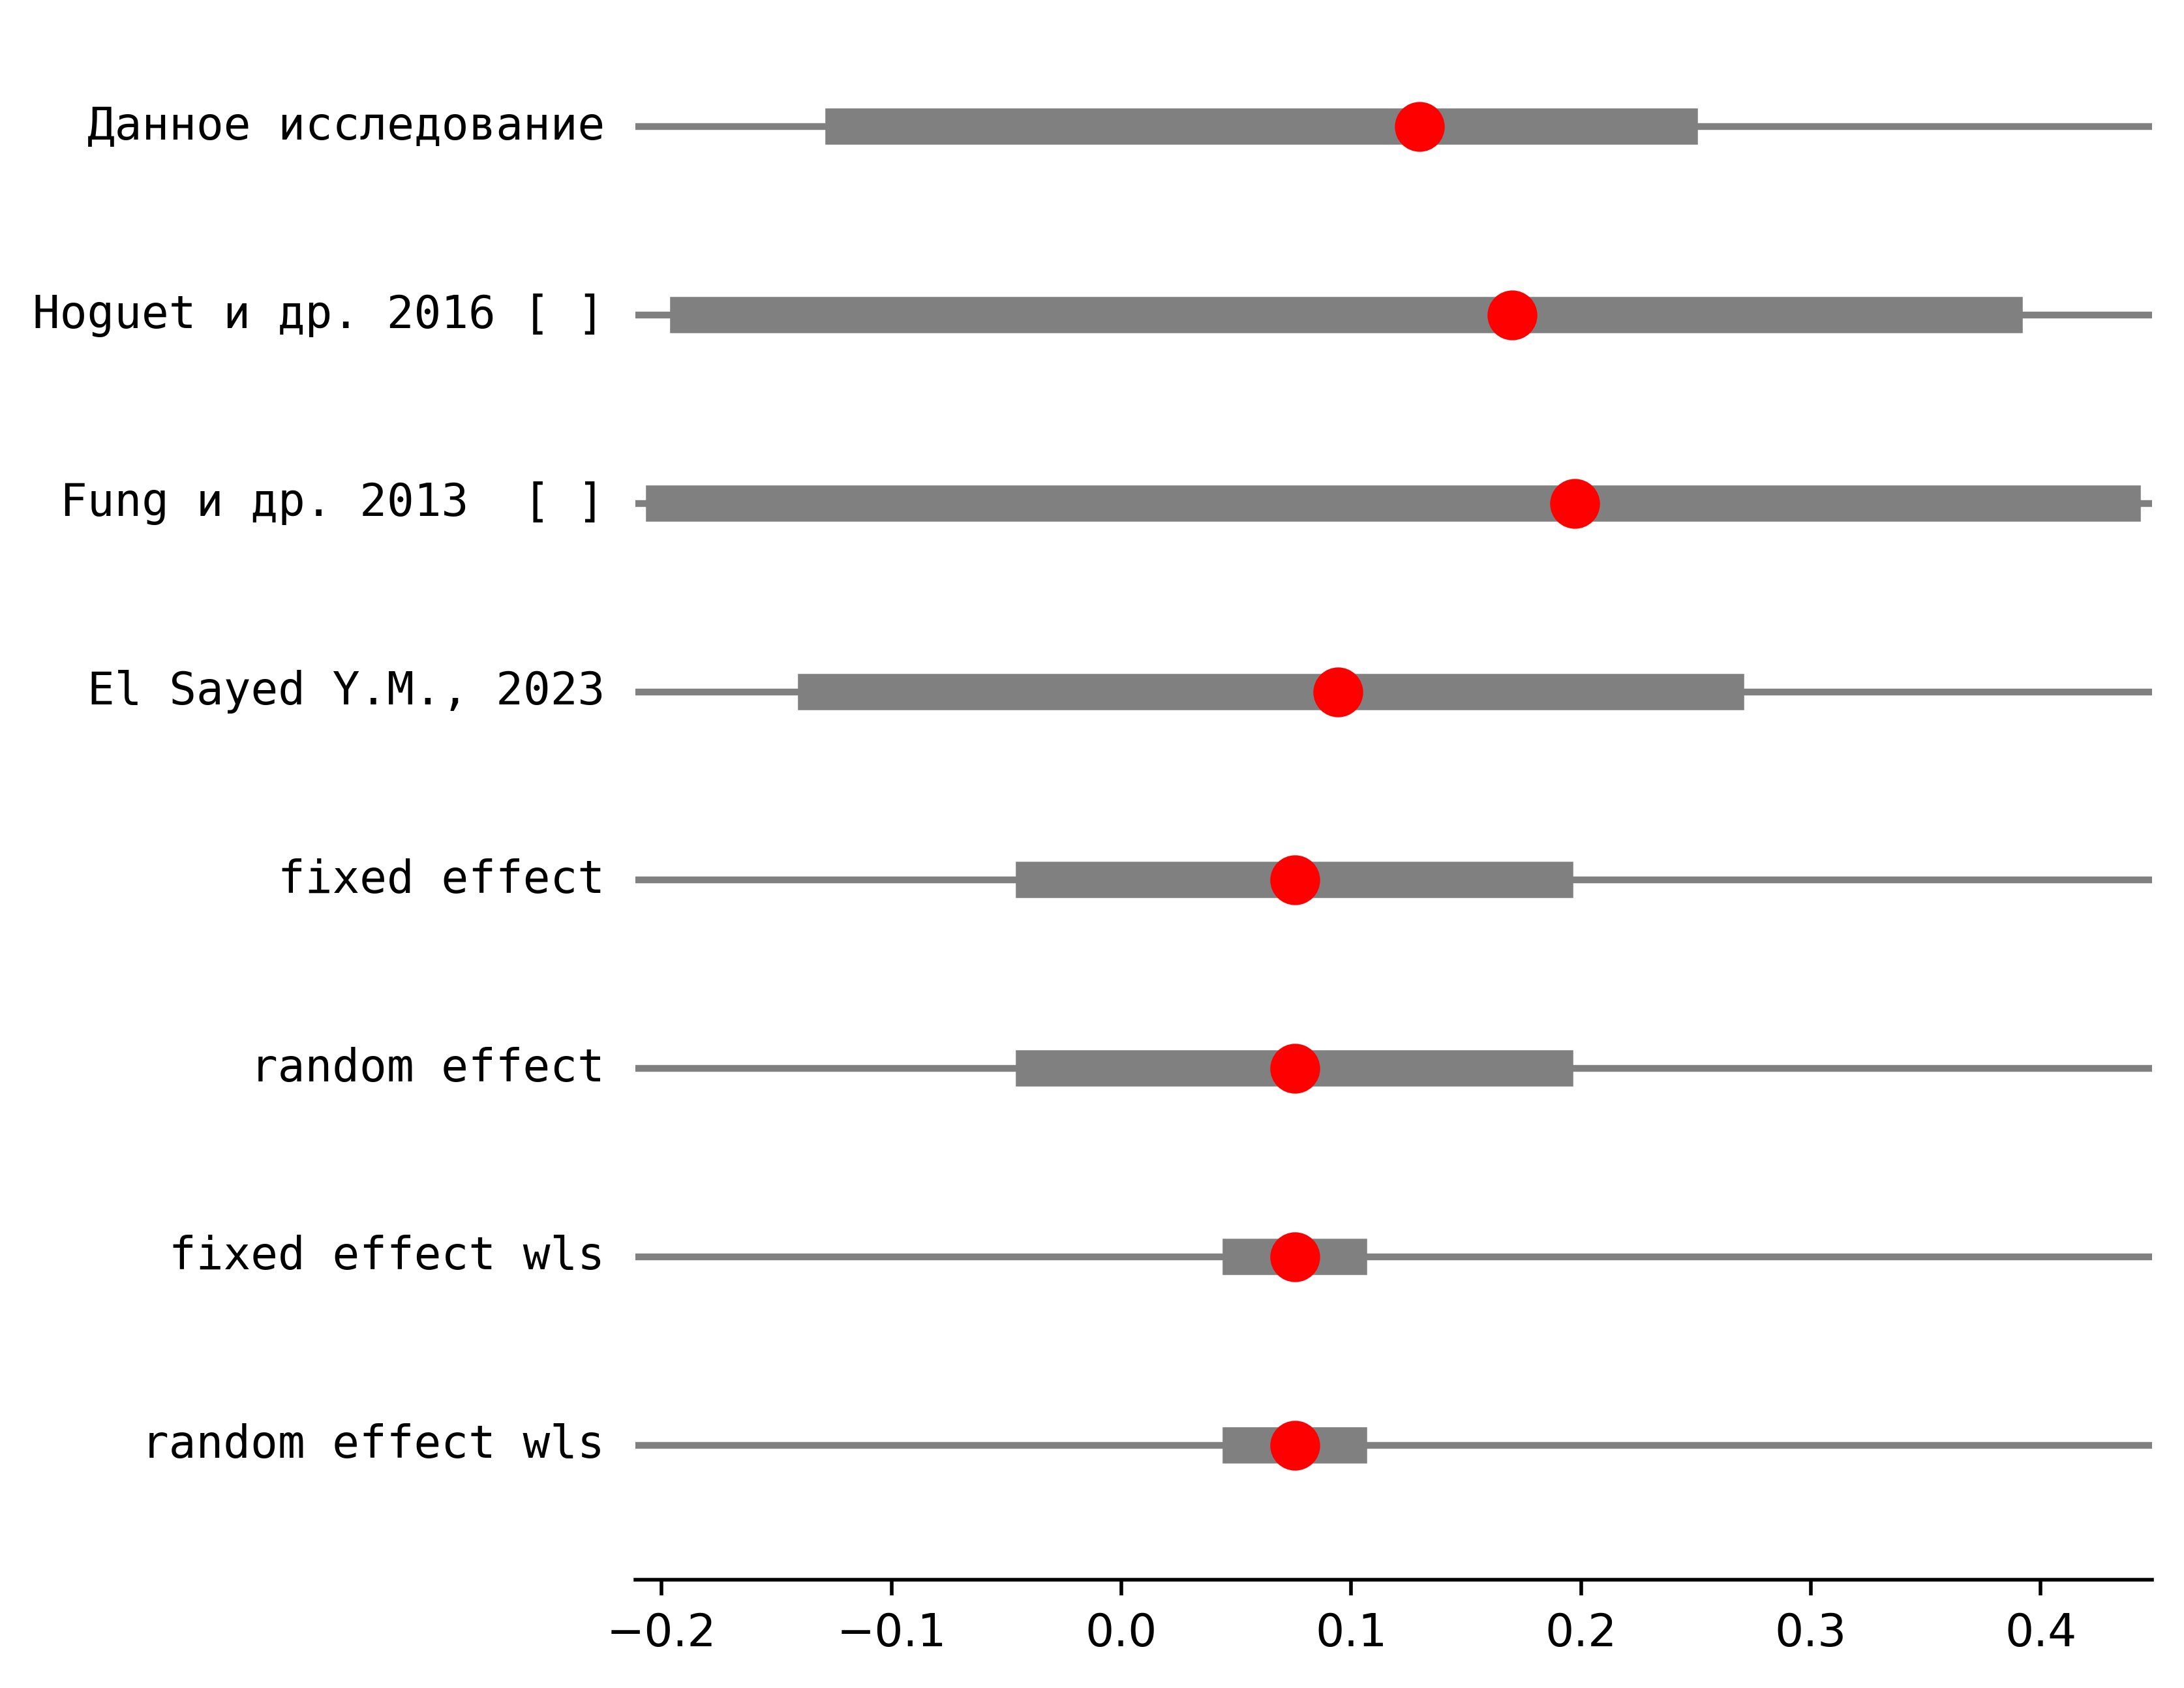 Данное исследование
Hoguet и др. 2016 [ ]
Fung и др. 2013  [ ]
El Sayed Y.M., 2023
fixed effect
random effect
fixed effect wls
random effect wls
−0.2 −0.1 0.0 0.1 0.2 0.3 0.4